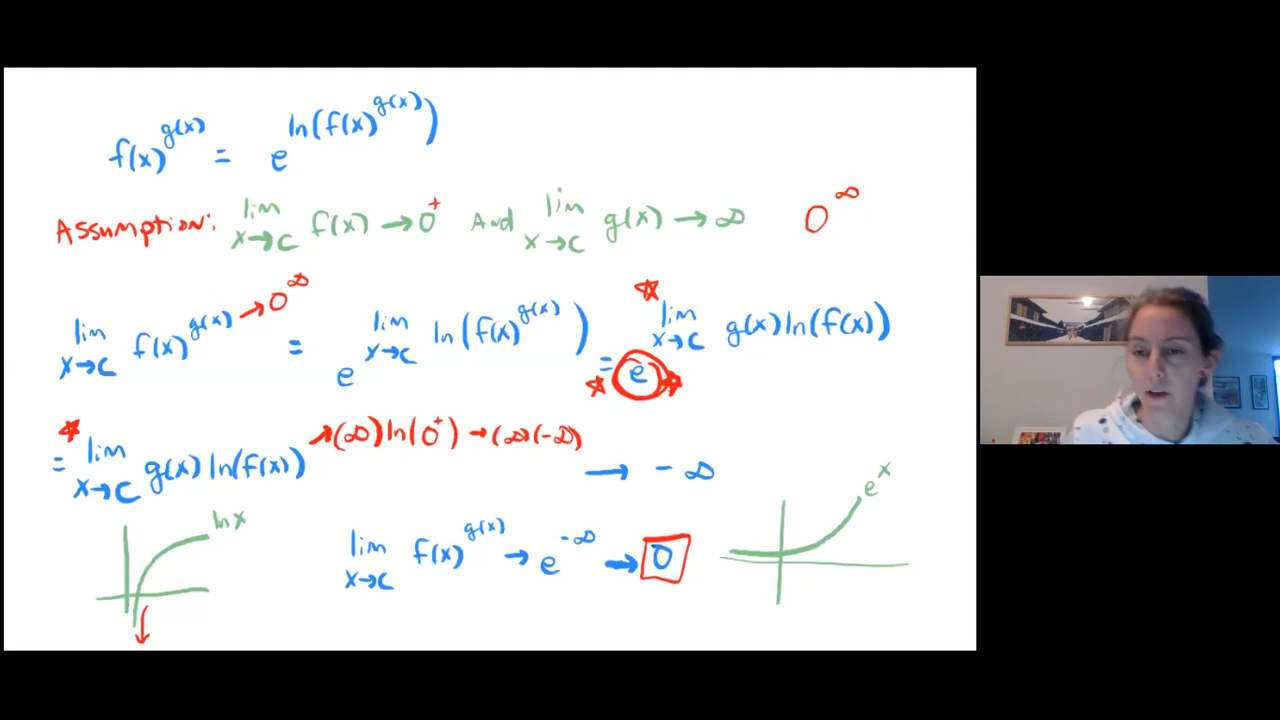 f(x)^g(x) = e^ln(f(x)^g(x))
Assumption: lim x→c f(x) → 0⁺ And lim x→c g(x) → ∞ 0^∞
lim x→c f(x)^g(x) → 0^∞ = e^lim x→c ln(f(x)^g(x)) = e^☆ lim x→c g(x) ln(f(x))
☆ = lim x→c g(x) ln(f(x)) → (∞) ln(0⁺) → (∞)(-∞) → -∞
ln x
e^x
lim x→c f(x)^g(x) → e^-∞ → 0